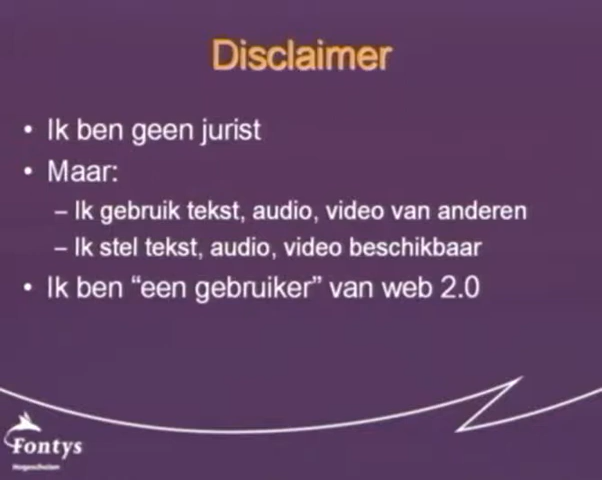 Disclaimer
• Ik ben geen jurist
• Maar:
– Ik gebruik tekst, audio, video van anderen
– Ik stel tekst, audio, video beschikbaar
• Ik ben “een gebruiker” van web 2.0
Fontys
Hogescholen